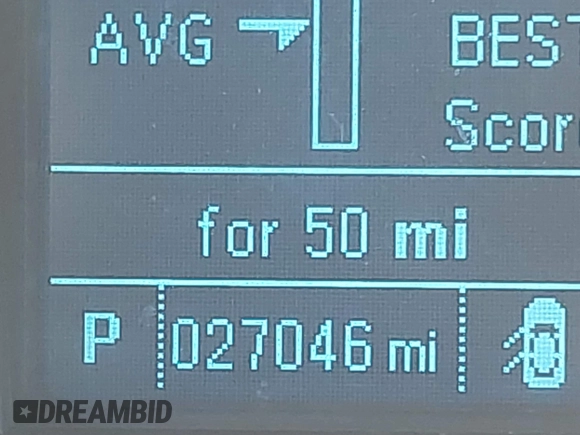 AVG
BEST
Scor
for 50 mi
P 027046 mi
DREAMBID